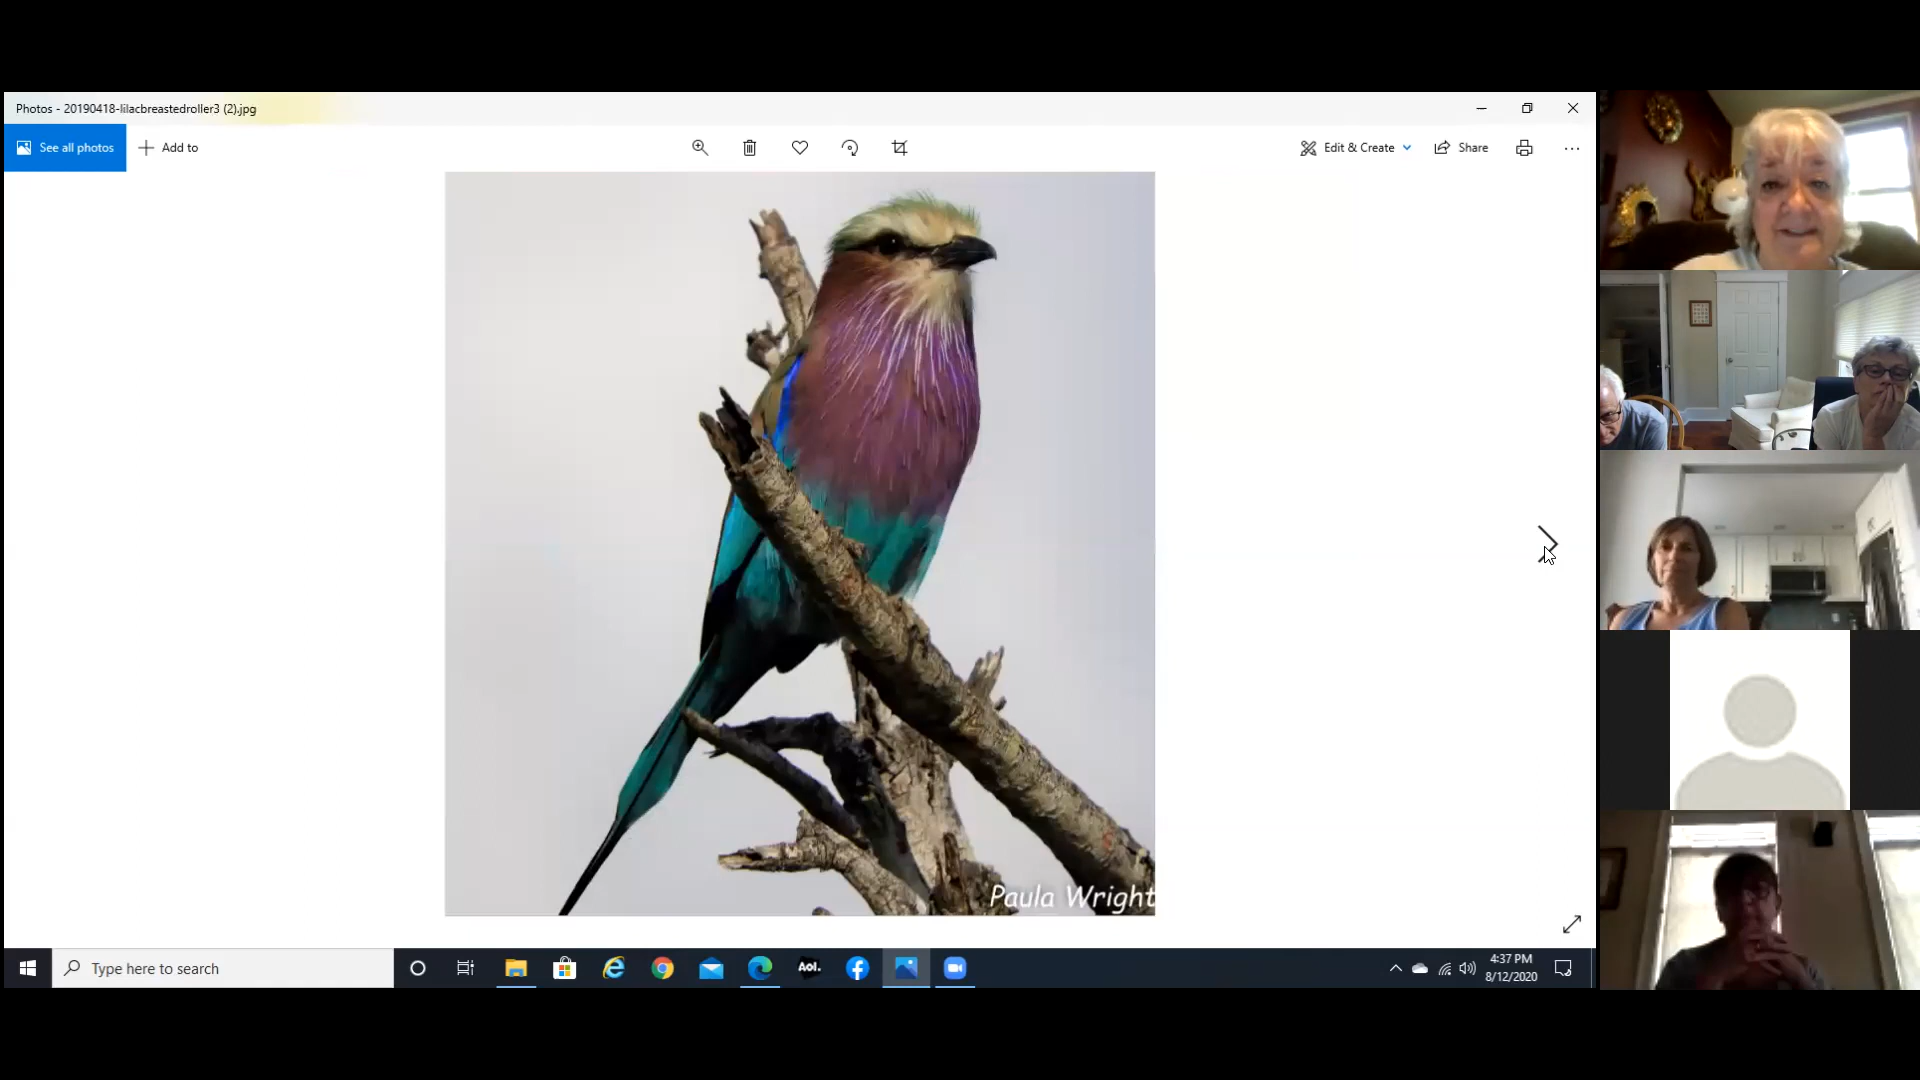 Photos - 20190418-lilacbreastedroller3 (2).jpg
See all photos
Add to
Edit & Create
Share
Paula Wright
Type here to search
Aol.
4:37 PM
8/12/2020